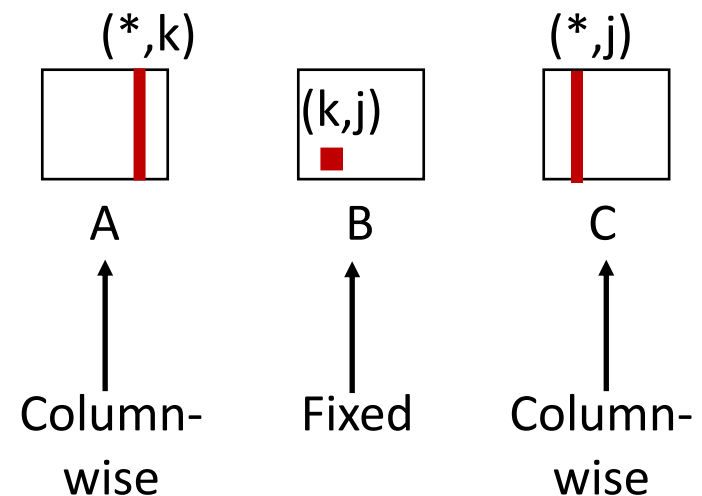 (*,k)
(k,j)
(*,j)
A
B
C
Column-
wise
Fixed
Column-
wise